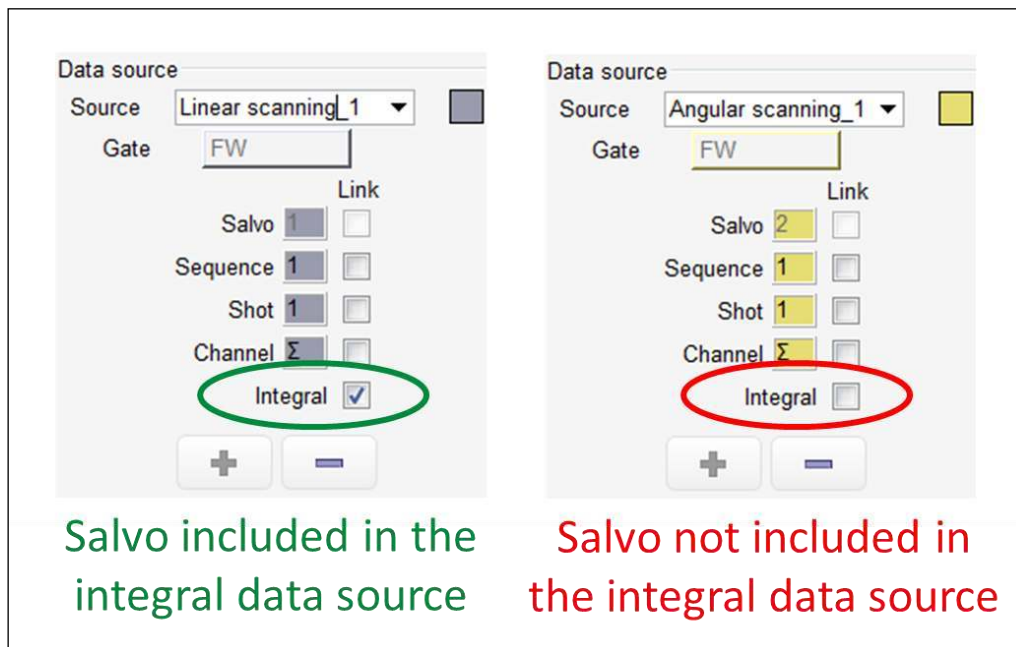 Data source
Source Linear scanning_1
Gate FW
Link
Salvo 1
Sequence 1
Shot 1
Channel Σ
Integral
Salvo included in the
integral data source
Data source
Source Angular scanning_1
Gate FW
Link
Salvo 2
Sequence 1
Shot 1
Channel Σ
Integral
Salvo not included in
the integral data source